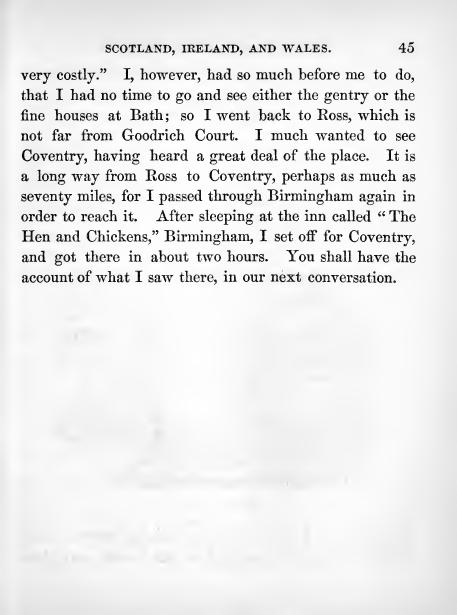 SCOTLAND, IRELAND, AND WALES. 45
very costly.” I, however, had so much before me to do,
that I had no time to go and see either the gentry or the
fine houses at Bath; so I went back to Ross, which is
not far from Goodrich Court. I much wanted to see
Coventry, having heard a great deal of the place. It is
a long way from Ross to Coventry, perhaps as much as
seventy miles, for I passed through Birmingham again in
order to reach it. After sleeping at the inn called “ The
Hen and Chickens,” Birmingham, I set off for Coventry,
and got there in about two hours. You shall have the
account of what I saw there, in our next conversation.